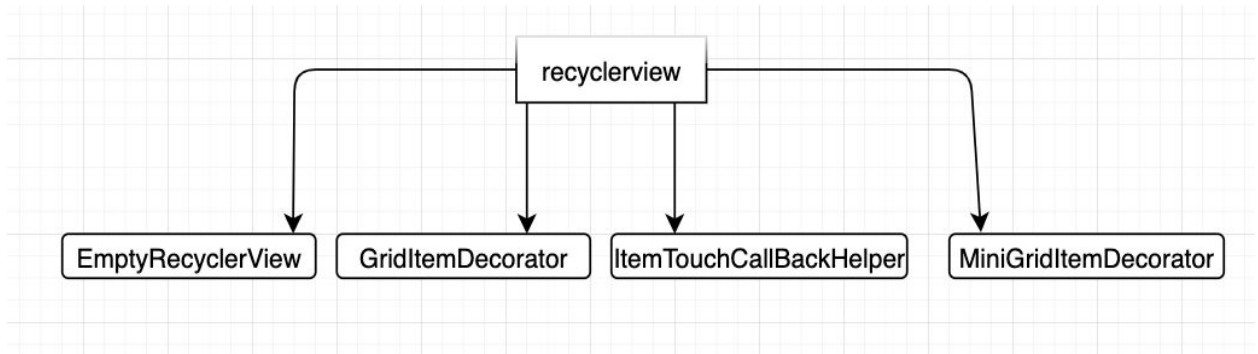 recyclerview
EmptyRecyclerView
GridItemDecorator
ItemTouchCallBackHelper
MiniGridItemDecorator